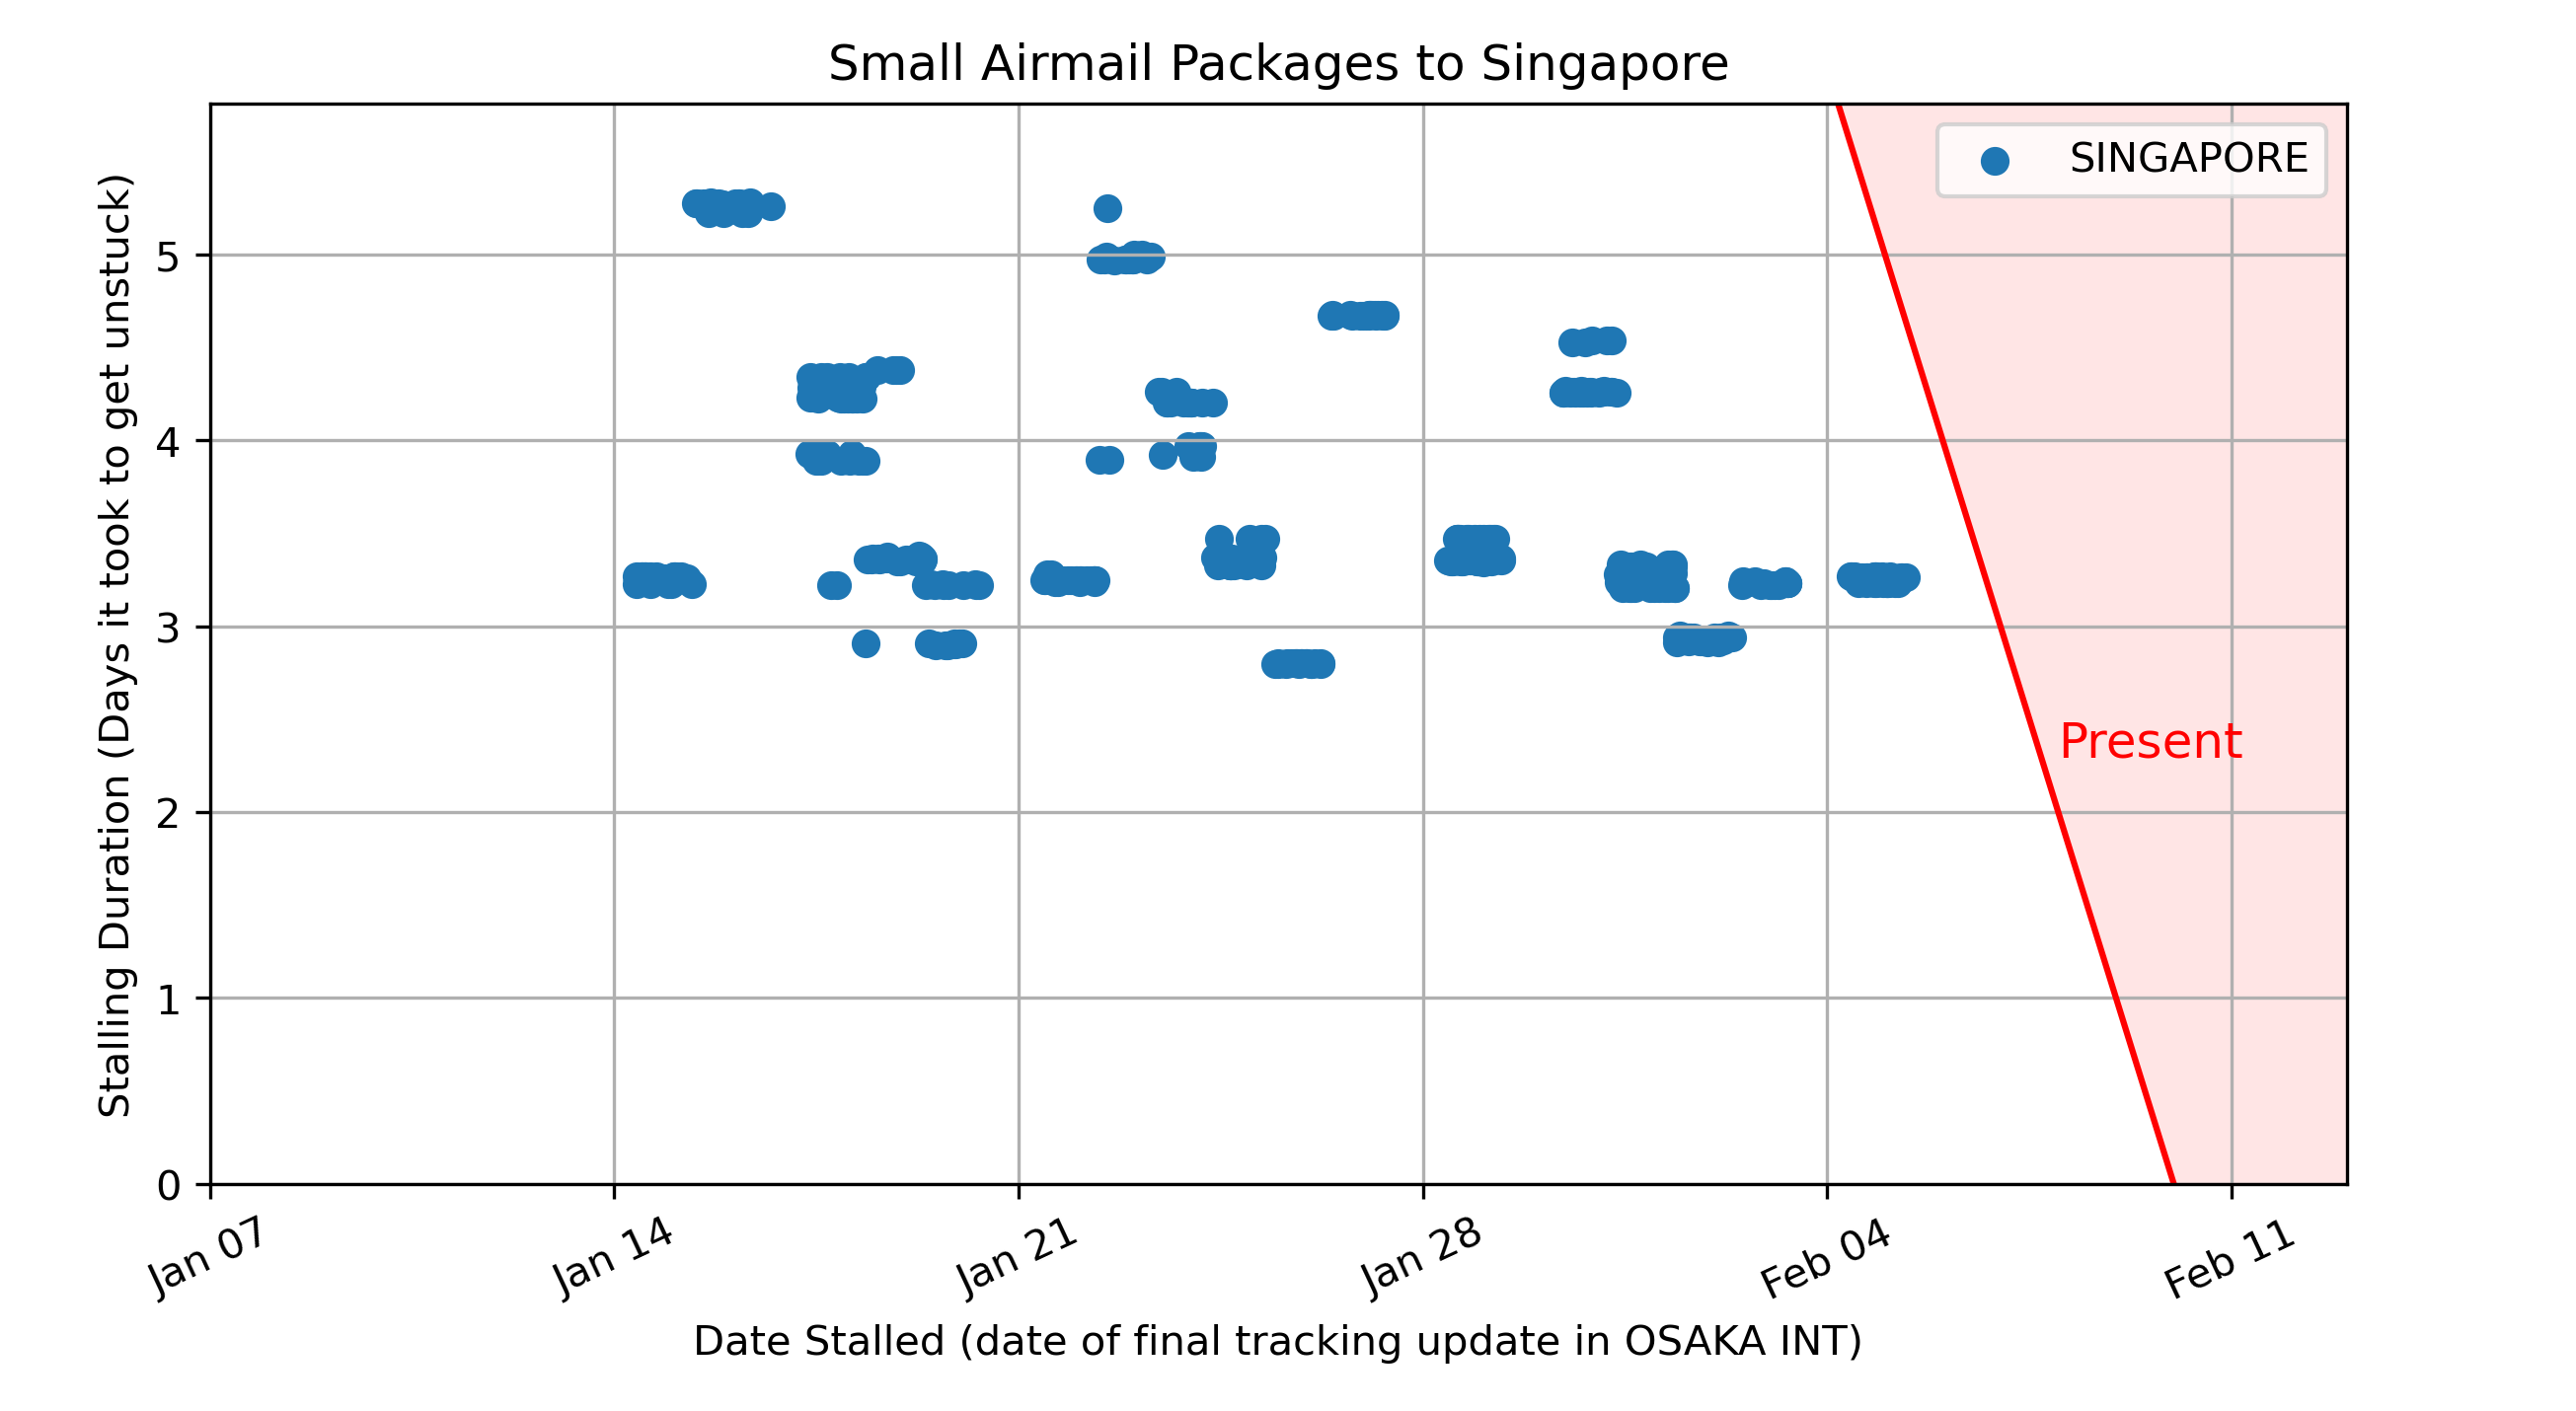 Small Airmail Packages to Singapore
SINGAPORE
Stalling Duration (Days it took to get unstuck)
5
4
3
2
1
0
Present
Jan 07
Jan 14
Jan 21
Jan 28
Feb 04
Feb 11
Date Stalled (date of final tracking update in OSAKA INT)